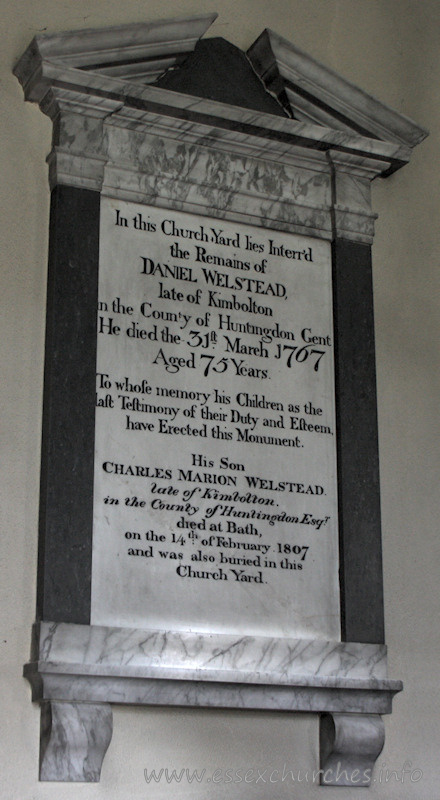 In this Church Yard lies Interr'd
the Remains of
DANIEL WELSTEAD,
late of Kimbolton
in the County of Huntingdon Gent
He died the 31st. March 1767
Aged 75 Years.
To whoſe memory his Children as the
laſt Teſtimony of their Duty and Eſteem,
have Erected this Monument.
His Son
CHARLES MARION WELSTEAD.
late of Kimbolton.
in the County of Huntingdon Esqr
died at Bath,
on the 14th. of February 1807
and was also buried in this
Church Yard.
www.essexchurches.info